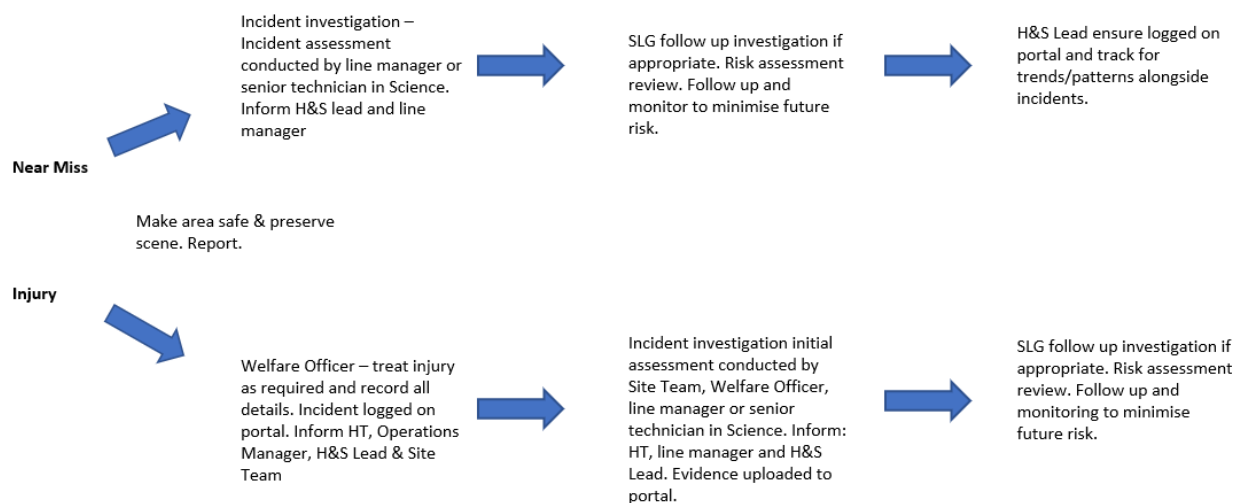 Incident investigation –
Incident assessment
conducted by line manager or
senior technician in Science.
Inform H&S lead and line
manager
SLG follow up investigation if
appropriate. Risk assessment
review. Follow up and
monitor to minimise future
risk.
H&S Lead ensure logged on
portal and track for
trends/patterns alongside
incidents.
Near Miss
Make area safe & preserve
scene. Report.
Injury
Welfare Officer – treat injury
as required and record all
details. Incident logged on
portal. Inform HT, Operations
Manager, H&S Lead & Site
Team
Incident investigation initial
assessment conducted by
Site Team, Welfare Officer,
line manager or senior
technician in Science. Inform:
HT, line manager and H&S
Lead. Evidence uploaded to
portal.
SLG follow up investigation if
appropriate. Risk assessment
review. Follow up and
monitoring to minimise
future risk.